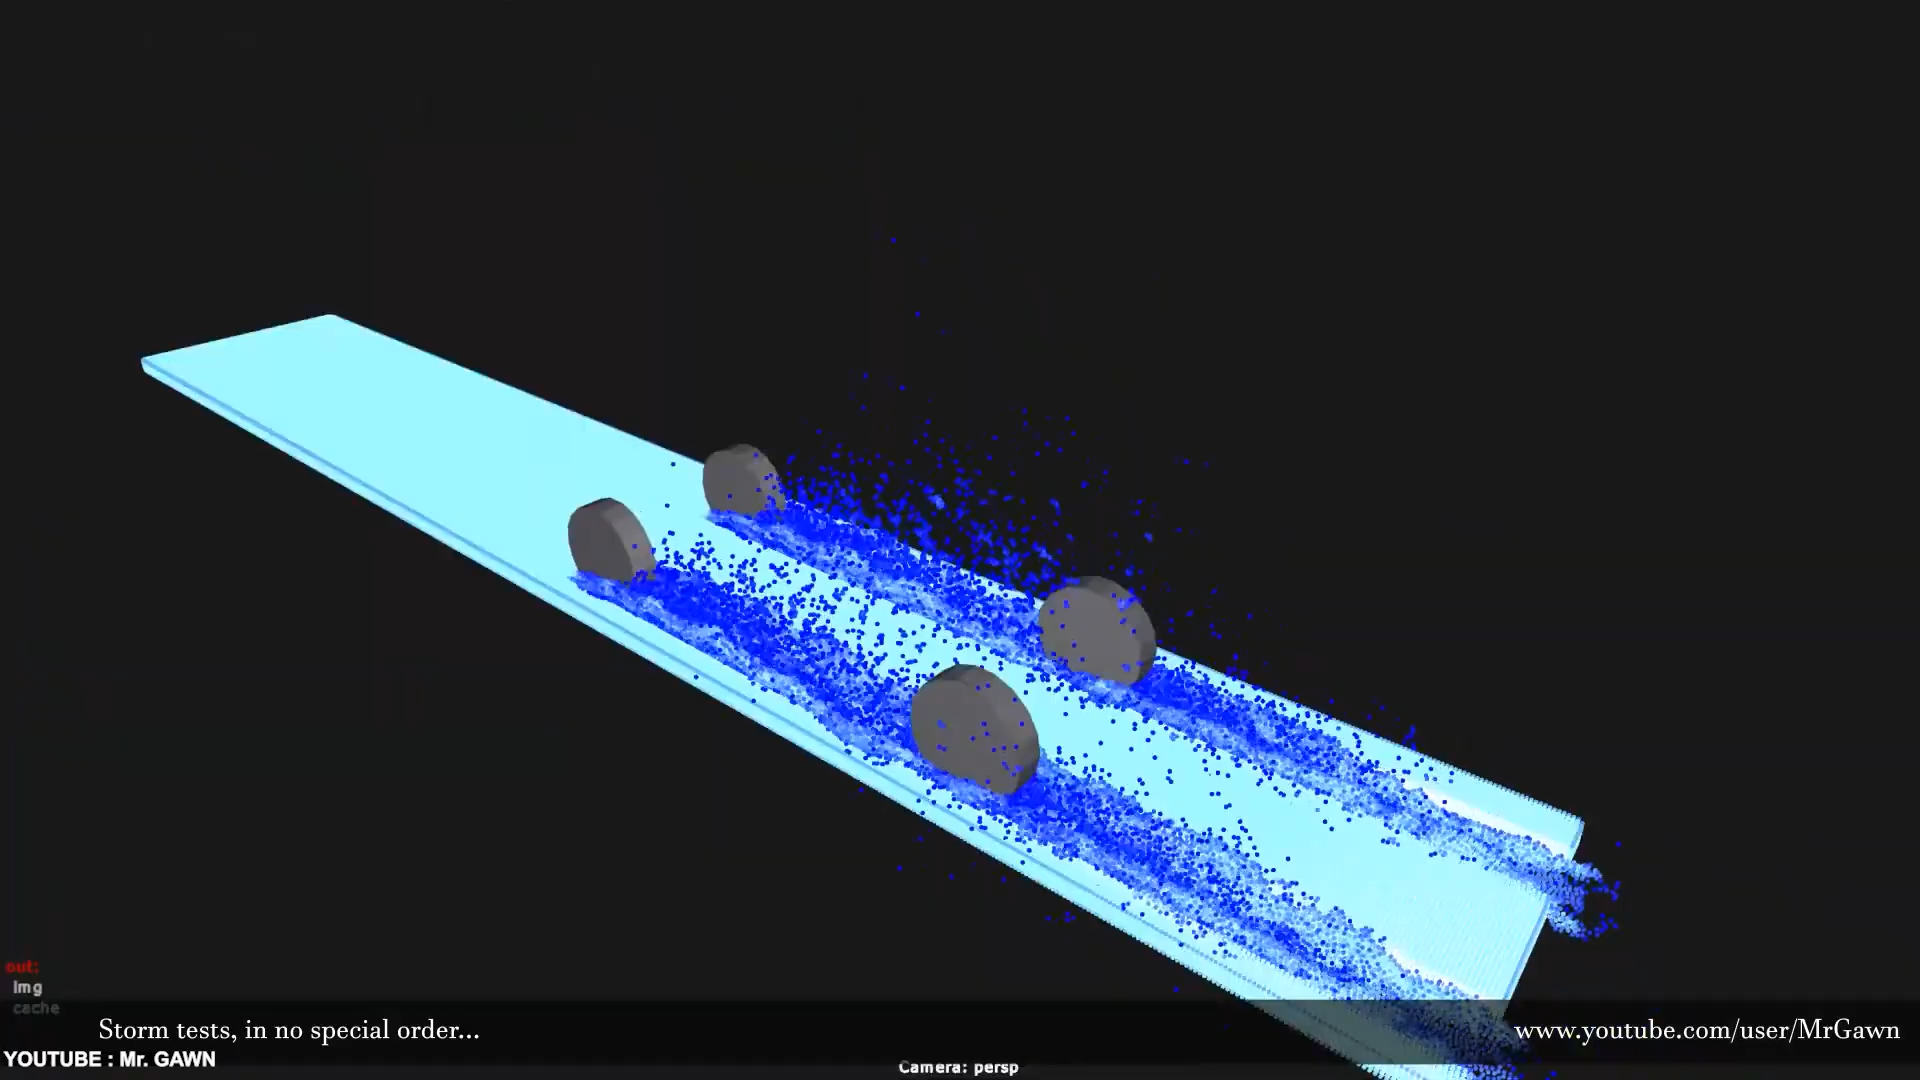 out:
img
cache
Storm tests, in no special order...
www.youtube.com/user/MrGawn
YOUTUBE : Mr. GAWN
Camera: persp